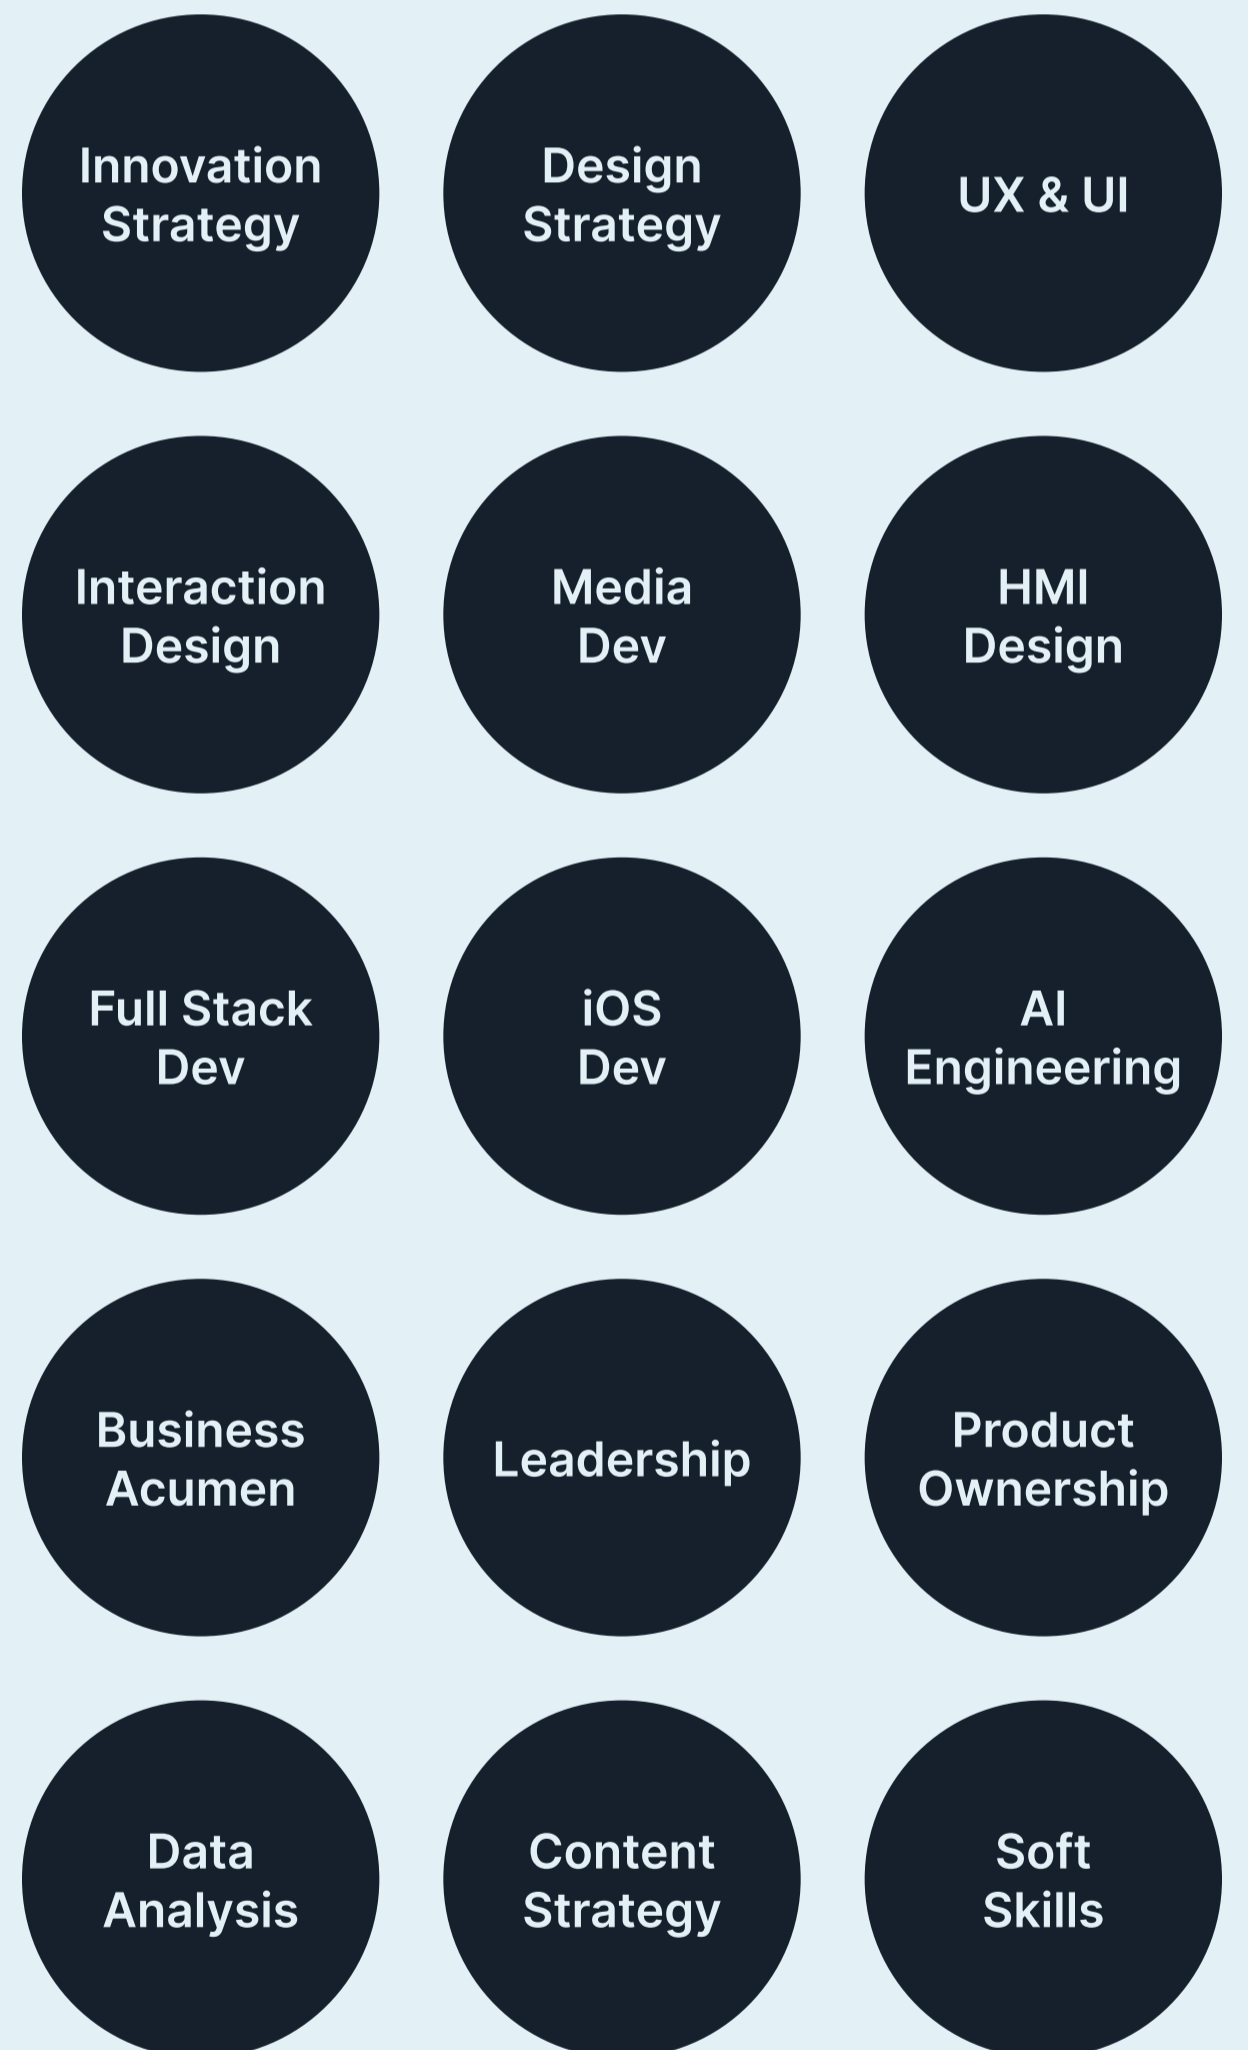 Innovation
Strategy
Design
Strategy
UX & UI
Interaction
Design
Media
Dev
HMI
Design
Full Stack
Dev
iOS
Dev
AI
Engineering
Business
Acumen
Leadership
Product
Ownership
Data
Analysis
Content
Strategy
Soft
Skills